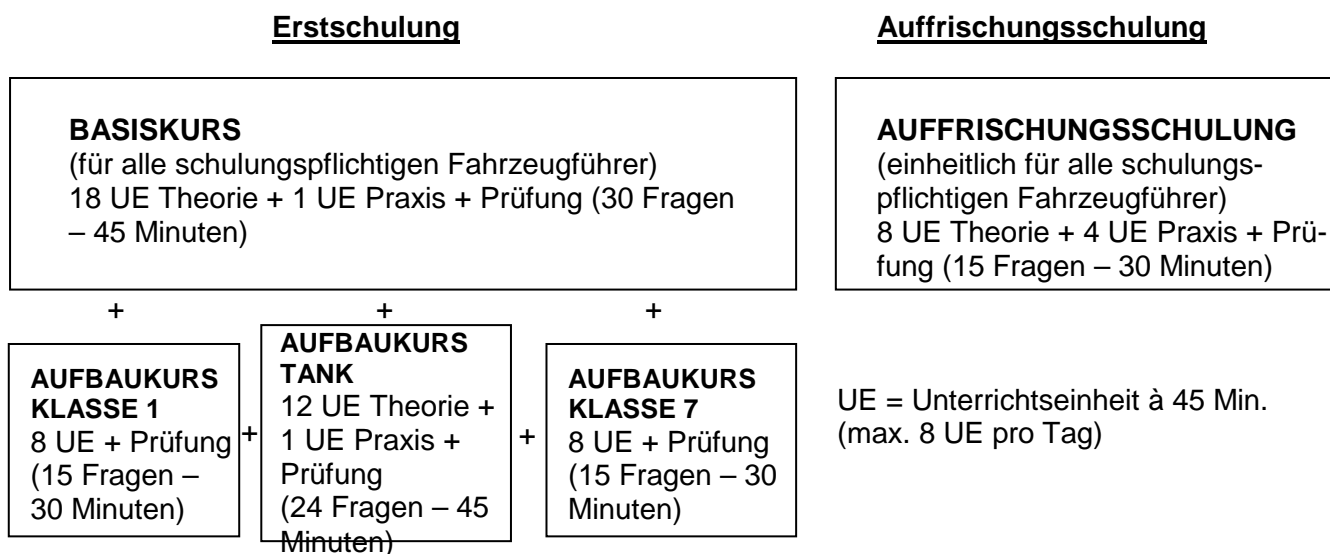 Erstschulung
Auffrischungsschulung
BASISKURS
(für alle schulungspflichtigen Fahrzeugführer)
18 UE Theorie + 1 UE Praxis + Prüfung (30 Fragen
– 45 Minuten)
AUFFRISCHUNGSSCHULUNG
(einheitlich für alle schulungs-
pflichtigen Fahrzeugführer)
8 UE Theorie + 4 UE Praxis + Prü-
fung (15 Fragen – 30 Minuten)
+ + +
AUFBAUKURS
KLASSE 1
8 UE + Prüfung
(15 Fragen –
30 Minuten)
+
AUFBAUKURS
TANK
12 UE Theorie +
1 UE Praxis +
Prüfung
(24 Fragen – 45
Minuten)
+
AUFBAUKURS
KLASSE 7
8 UE + Prüfung
(15 Fragen – 30
Minuten)
UE = Unterrichtseinheit à 45 Min.
(max. 8 UE pro Tag)